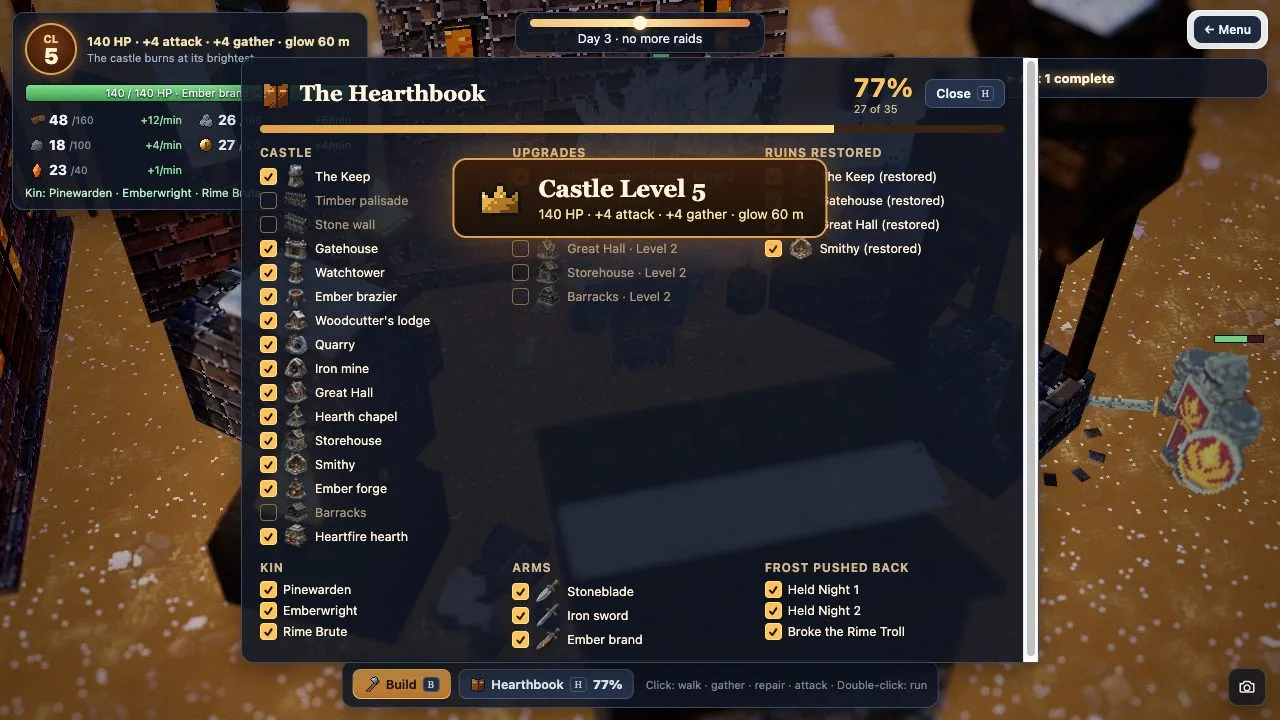 CL
5
140 HP · +4 attack · +4 gather · glow 60 m
The castle burns at its brightest
140 / 140 HP · Ember bran
48 /160 +12/min 26
18 /100 +4/min 27
23 /40 +1/min
Kin: Pinewarden · Emberwright · Rime Bru
Day 3 · no more raids
← Menu
1 complete
The Hearthbook
77%
27 of 35
Close H
CASTLE
The Keep
Timber palisade
Stone wall
Gatehouse
Watchtower
Ember brazier
Woodcutter's lodge
Quarry
Iron mine
Great Hall
Hearth chapel
Storehouse
Smithy
Ember forge
Barracks
Heartfire hearth
UPGRADES
Castle Level 5
140 HP · +4 attack · +4 gather · glow 60 m
Great Hall · Level 2
Storehouse · Level 2
Barracks · Level 2
RUINS RESTORED
The Keep (restored)
Gatehouse (restored)
Great Hall (restored)
Smithy (restored)
KIN
Pinewarden
Emberwright
Rime Brute
ARMS
Stoneblade
Iron sword
Ember brand
FROST PUSHED BACK
Held Night 1
Held Night 2
Broke the Rime Troll
Build B
Hearthbook H 77%
Click: walk · gather · repair · attack · Double-click: run